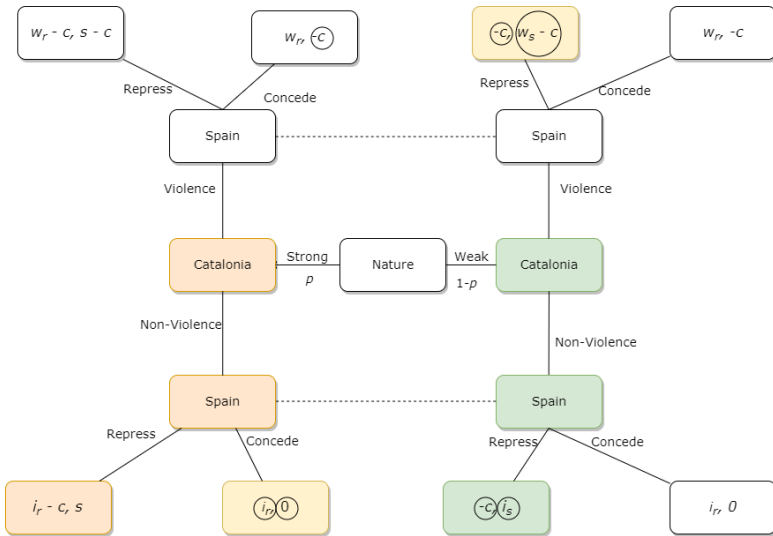 w_r - c, s - c
w_r, -c
-c, w_s - c
w_r, -c
Repress
Concede
Repress
Concede
Spain
Spain
Violence
Violence
Catalonia
Strong
p
Nature
Weak
1-p
Catalonia
Non-Violence
Non-Violence
Spain
Spain
Repress
Concede
Repress
Concede
i_r - c, s
i_r, 0
-c, i_s
i_r, 0